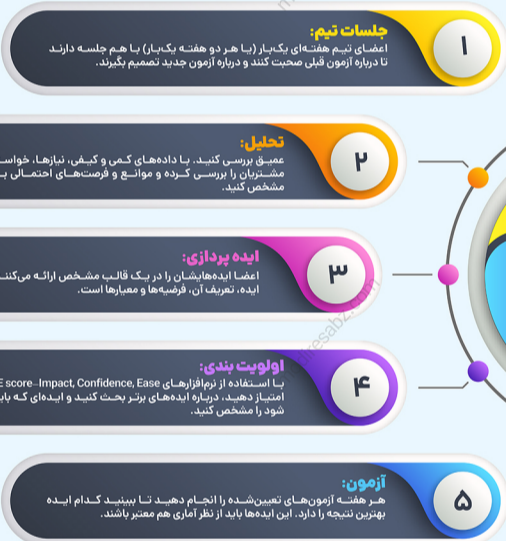 ۱
جلسات تیم:
اعضای تیم هفته‌ای یک‌بار (یا هر دو هفته یک‌بار) با هم جلسه دارند
تا درباره آزمون قبلی صحبت کنند و درباره آزمون جدید تصمیم بگیرند.
۲
تحلیل:
عمیق بررسی کنید. با داده‌های کمی و کیفی، نیازها،
مشتریان را بررسی کرده و موانع و فرصت‌های احتمالی
مشخص کنید.
۳
ایده پردازی:
اعضا ایده‌هایشان را در یک قالب مشخص ارائه
ایده، تعریف آن، فرضیه‌ها و معیارها است.
۴
اولویت بندی:
با استفاده از نرم‌افزارهای E score–Impact, Confidence, Ease
امتیاز دهید، درباره ایده‌های برتر بحث کنید و ایده‌ای که
شود را مشخص کنید.
۵
آزمون:
هر هفته آزمون‌های تعیین‌شده را انجام دهید تا ببینید کدام ایده
بهترین نتیجه را دارد. این ایده‌ها باید از نظر آماری هم معتبر باشند.